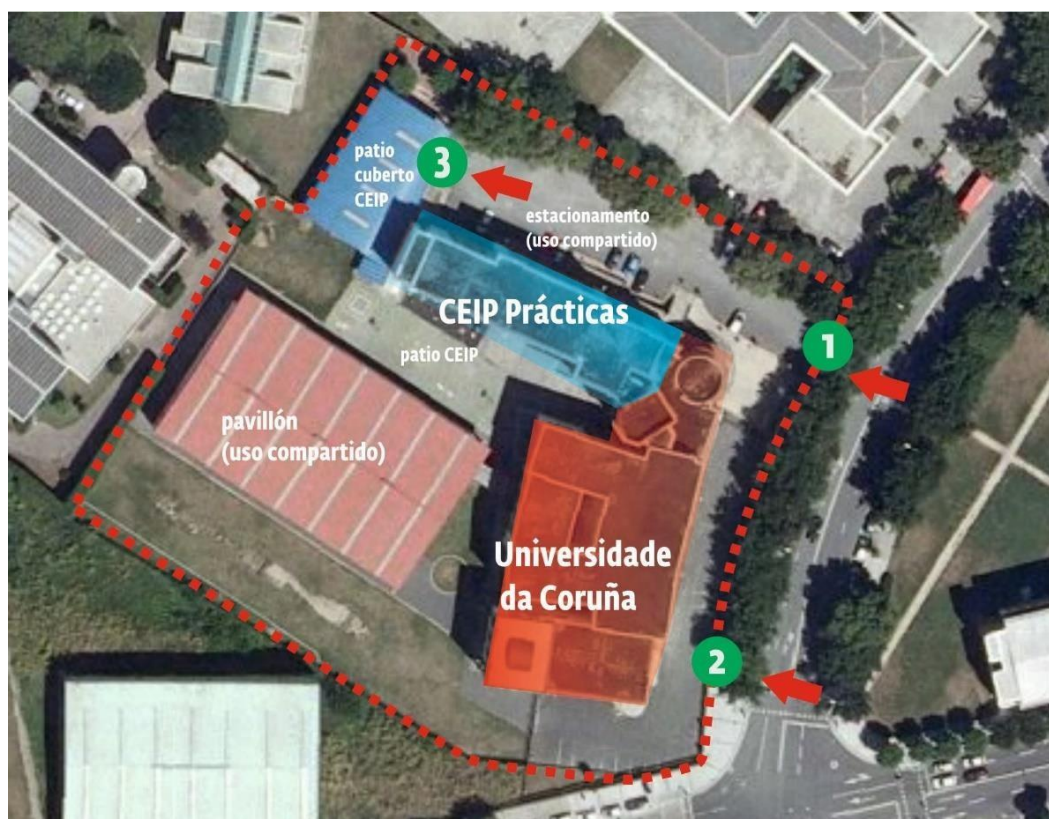 patio
cuberto
CEIP
3
estacionamento
(uso compartido)
CEIP Prácticas
1
patio CEIP
pavillón
(uso compartido)
Universidade
da Coruña
2